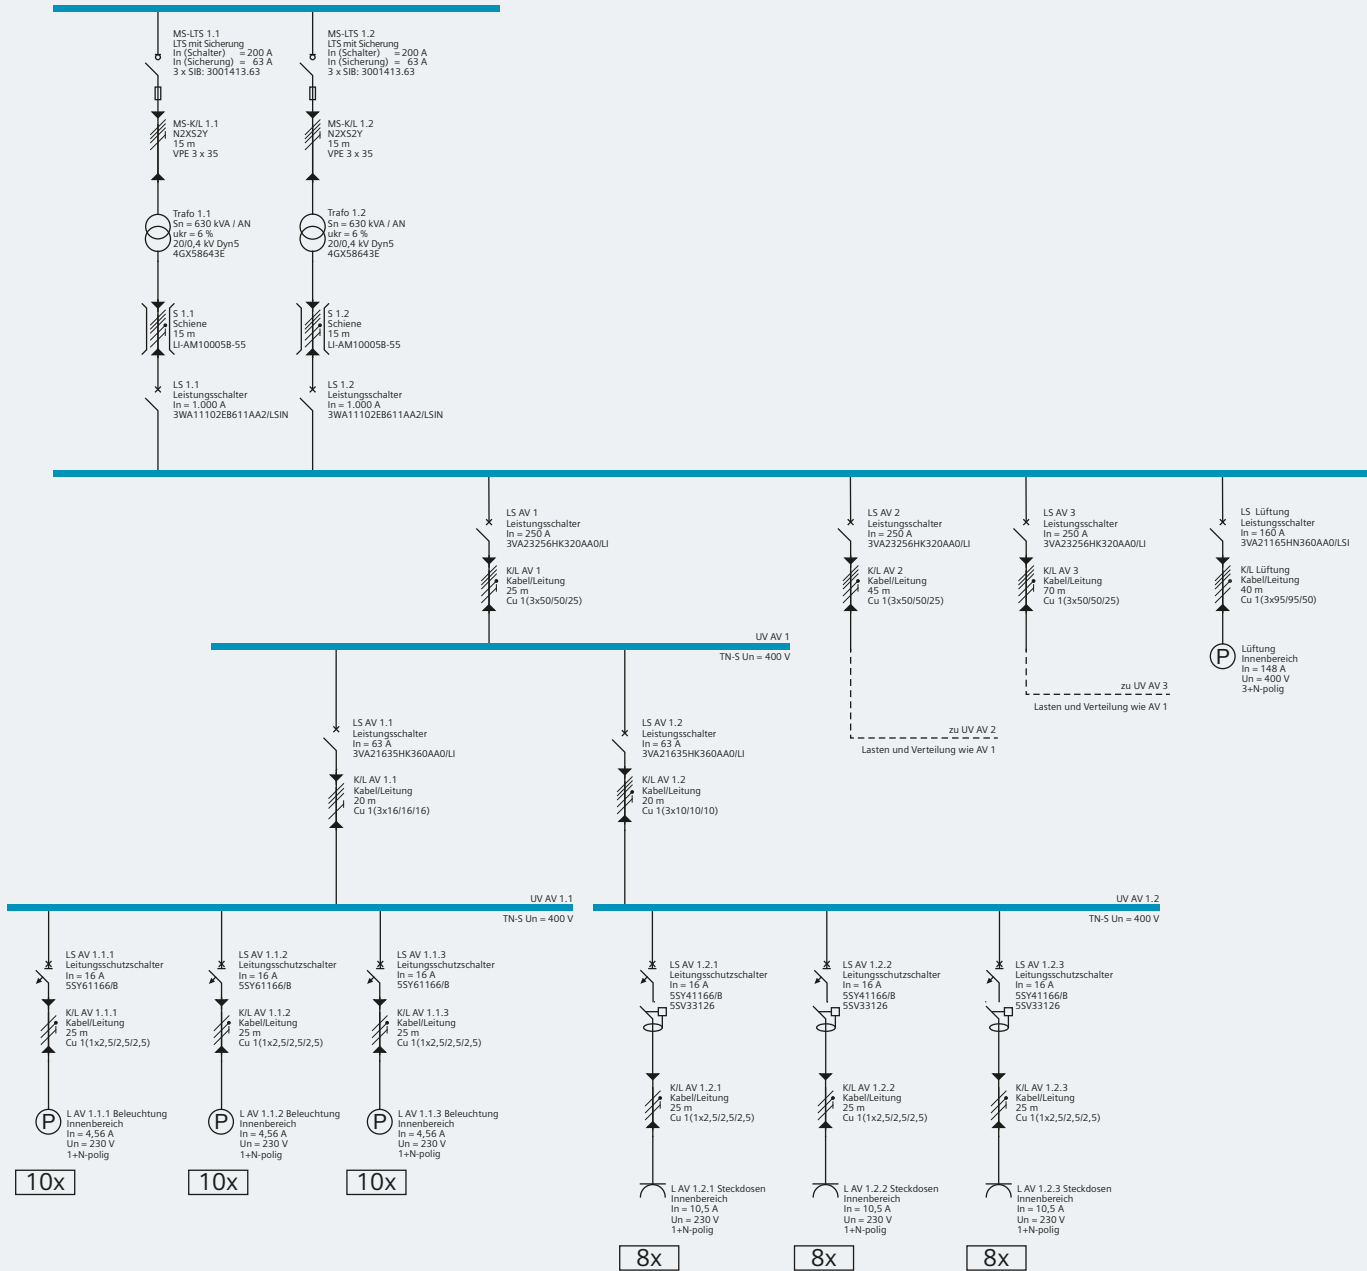 MS-LTS 1.1
LTS mit Sicherung
In (Schalter) = 200 A
In (Sicherung) = 63 A
3 x SIB: 3001413.63
MS-LTS 1.2
LTS mit Sicherung
In (Schalter) = 200 A
In (Sicherung) = 63 A
3 x SIB: 3001413.63
MS-K/L 1.1
N2XS2Y
15 m
VPE 3 x 35
MS-K/L 1.2
N2XS2Y
15 m
VPE 3 x 35
Trafo 1.1
Sn = 630 kVA / AN
ukr = 6 %
20/0,4 kV Dyn5
4GX58643E
Trafo 1.2
Sn = 630 kVA / AN
ukr = 6 %
20/0,4 kV Dyn5
4GX58643E
S 1.1
Schiene
15 m
LI-AM10005B-55
S 1.2
Schiene
15 m
LI-AM10005B-55
LS 1.1
Leistungsschalter
In = 1.000 A
3WA11102EB611AA2/LSIN
LS 1.2
Leistungsschalter
In = 1.000 A
3WA11102EB611AA2/LSIN
LS AV 1
Leistungsschalter
In = 250 A
3VA23256HK320AA0/LI
LS AV 2
Leistungsschalter
In = 250 A
3VA23256HK320AA0/LI
LS AV 3
Leistungsschalter
In = 250 A
3VA23256HK320AA0/LI
LS Lüftung
Leistungsschalter
In = 160 A
3VA21165HN360AA0/LSI
K/L AV 1
Kabel/Leitung
25 m
Cu 1(3x50/50/25)
K/L AV 2
Kabel/Leitung
45 m
Cu 1(3x50/50/25)
K/L AV 3
Kabel/Leitung
70 m
Cu 1(3x50/50/25)
K/L Lüftung
Kabel/Leitung
40 m
Cu 1(3x95/95/50)
UV AV 1
TN-S Un = 400 V
P
Lüftung
Innenbereich
In = 148 A
Un = 400 V
3+N-polig
zu UV AV 3
Lasten und Verteilung wie AV 1
zu UV AV 2
Lasten und Verteilung wie AV 1
LS AV 1.1
Leistungsschalter
In = 63 A
3VA21635HK360AA0/LI
LS AV 1.2
Leistungsschalter
In = 63 A
3VA21635HK360AA0/LI
K/L AV 1.1
Kabel/Leitung
20 m
Cu 1(3x16/16/16)
K/L AV 1.2
Kabel/Leitung
20 m
Cu 1(3x10/10/10)
UV AV 1.1
TN-S Un = 400 V
UV AV 1.2
TN-S Un = 400 V
LS AV 1.1.1
Leitungsschutzschalter
In = 16 A
5SY61166/B
LS AV 1.1.2
Leitungsschutzschalter
In = 16 A
5SY61166/B
LS AV 1.1.3
Leitungsschutzschalter
In = 16 A
5SY61166/B
LS AV 1.2.1
Leitungsschutzschalter
In = 16 A
5SY41166/B
5SV33126
LS AV 1.2.2
Leitungsschutzschalter
In = 16 A
5SY41166/B
5SV33126
LS AV 1.2.3
Leitungsschutzschalter
In = 16 A
5SY41166/B
5SV33126
K/L AV 1.1.1
Kabel/Leitung
25 m
Cu 1(1x2,5/2,5/2,5)
K/L AV 1.1.2
Kabel/Leitung
25 m
Cu 1(1x2,5/2,5/2,5)
K/L AV 1.1.3
Kabel/Leitung
25 m
Cu 1(1x2,5/2,5/2,5)
K/L AV 1.2.1
Kabel/Leitung
25 m
Cu 1(1x2,5/2,5/2,5)
K/L AV 1.2.2
Kabel/Leitung
25 m
Cu 1(1x2,5/2,5/2,5)
K/L AV 1.2.3
Kabel/Leitung
25 m
Cu 1(1x2,5/2,5/2,5)
P
L AV 1.1.1 Beleuchtung
Innenbereich
In = 4,56 A
Un = 230 V
1+N-polig
10x
P
L AV 1.1.2 Beleuchtung
Innenbereich
In = 4,56 A
Un = 230 V
1+N-polig
10x
P
L AV 1.1.3 Beleuchtung
Innenbereich
In = 4,56 A
Un = 230 V
1+N-polig
10x
L AV 1.2.1 Steckdosen
Innenbereich
In = 10,5 A
Un = 230 V
1+N-polig
8x
L AV 1.2.2 Steckdosen
Innenbereich
In = 10,5 A
Un = 230 V
1+N-polig
8x
L AV 1.2.3 Steckdosen
Innenbereich
In = 10,5 A
Un = 230 V
1+N-polig
8x